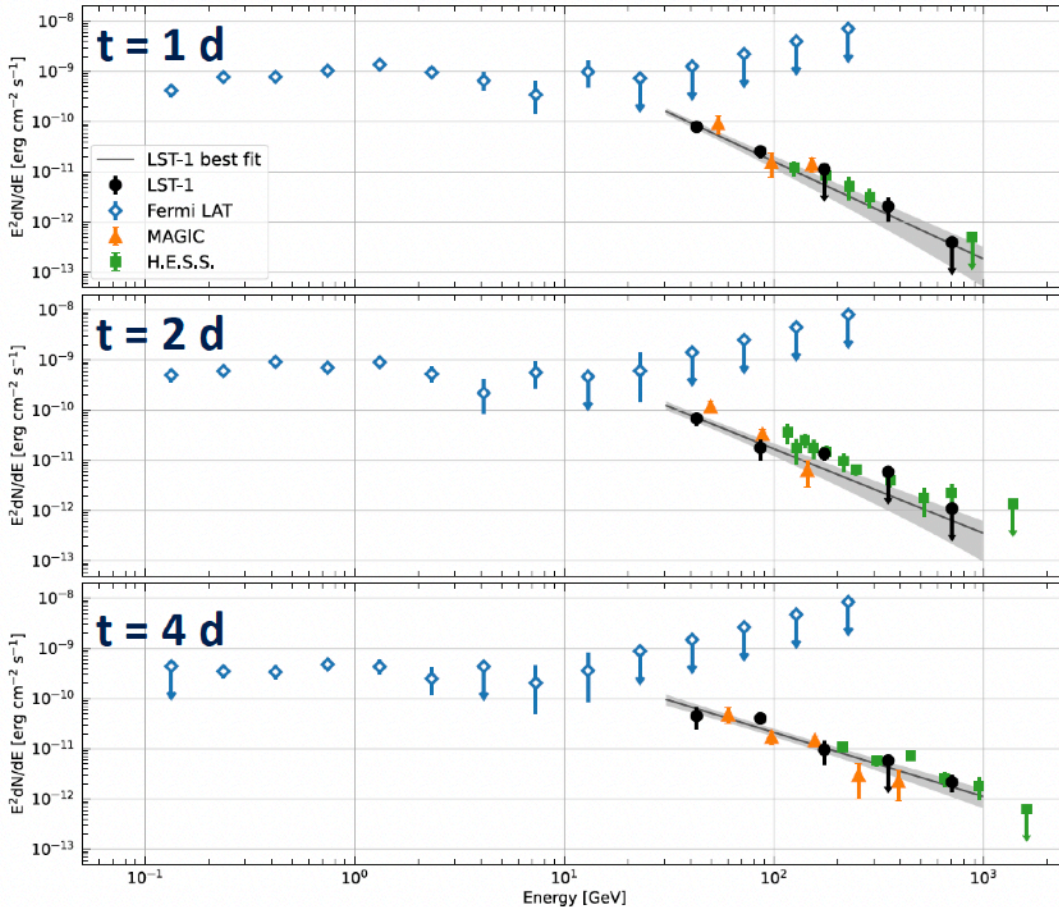 10⁻⁸
10⁻⁹
10⁻¹⁰
10⁻¹¹
10⁻¹²
10⁻¹³
E²dN/dE [erg cm⁻² s⁻¹]
t = 1 d
LST-1 best fit
LST-1
Fermi LAT
MAGIC
H.E.S.S.
10⁻⁸
10⁻⁹
10⁻¹⁰
10⁻¹¹
10⁻¹²
10⁻¹³
E²dN/dE [erg cm⁻² s⁻¹]
t = 2 d
10⁻⁸
10⁻⁹
10⁻¹⁰
10⁻¹¹
10⁻¹²
10⁻¹³
E²dN/dE [erg cm⁻² s⁻¹]
t = 4 d
10⁻¹ 10⁰ 10¹ 10² 10³
Energy [GeV]